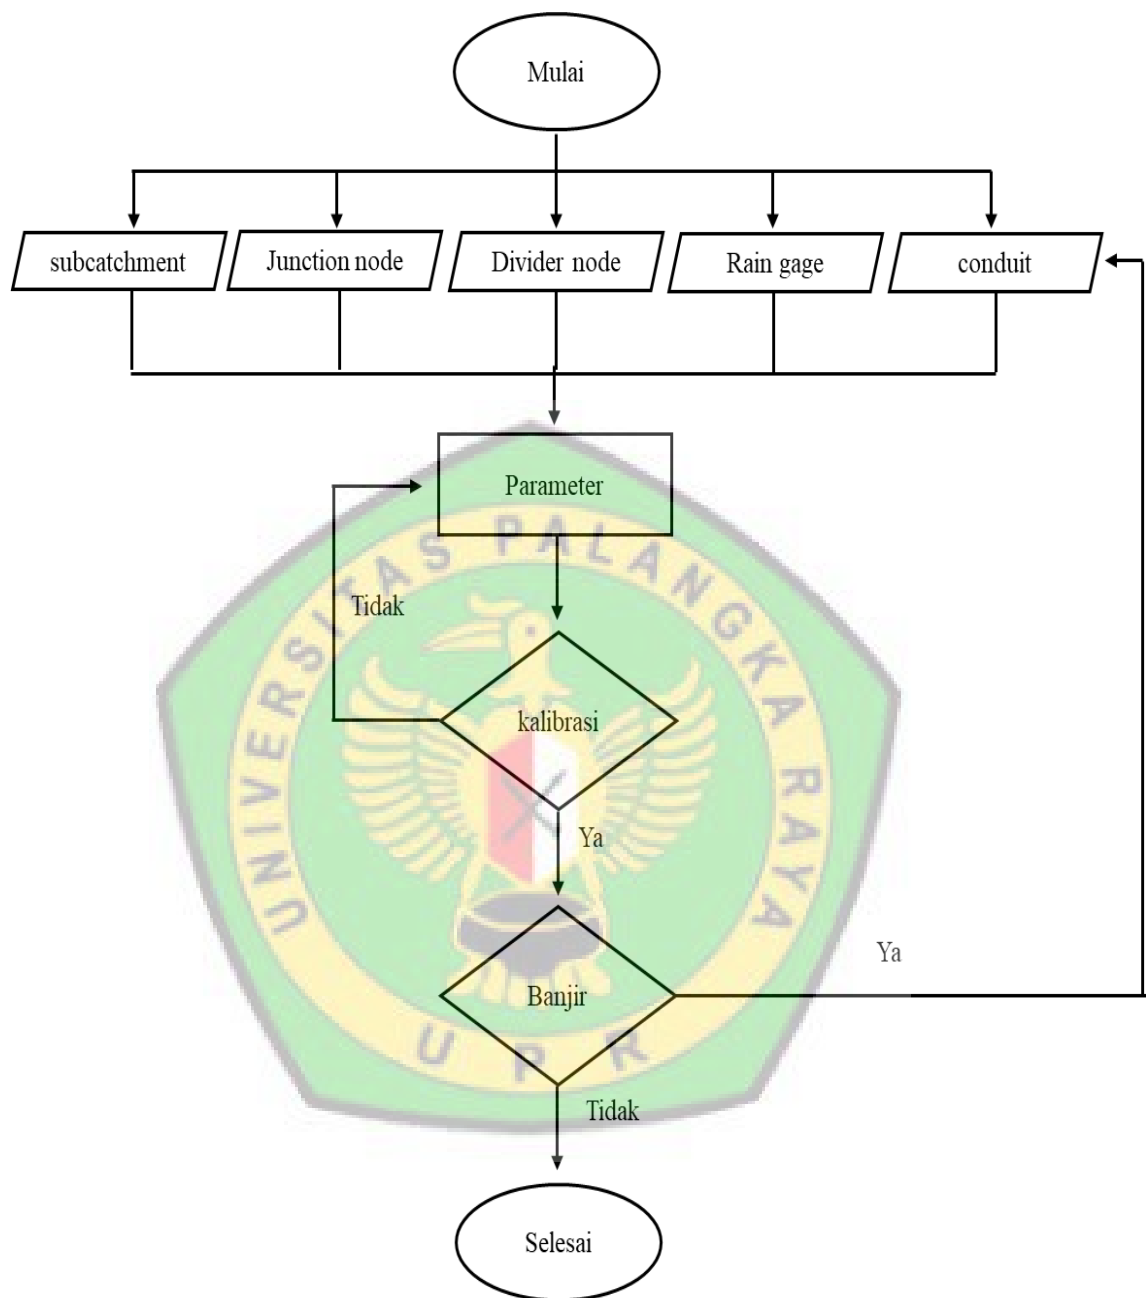 Mulai
subcatchment
Junction node
Divider node
Rain gage
conduit
Parameter
Tidak
kalibrasi
Ya
Banjir
Ya
Tidak
Selesai
UNIVERSITAS PALANGKA RAYA
UPR